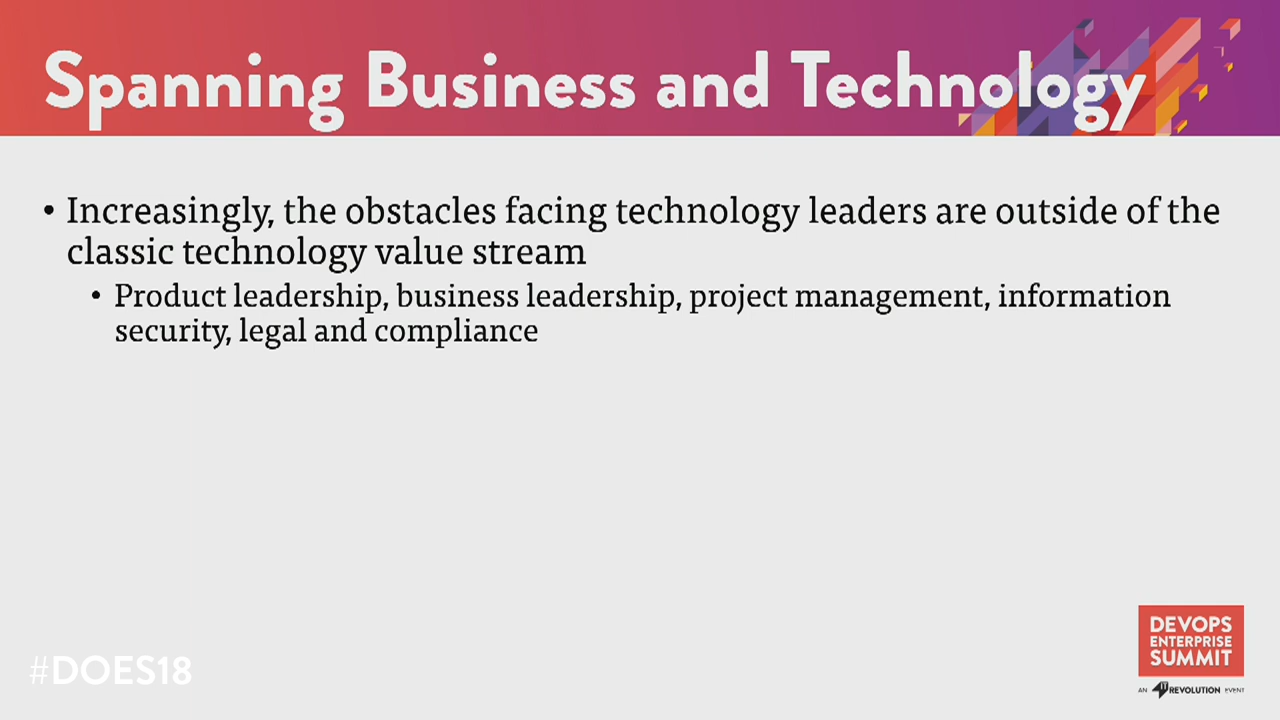 Spanning Business and Technology
• Increasingly, the obstacles facing technology leaders are outside of the
classic technology value stream
• Product leadership, business leadership, project management, information
security, legal and compliance
#DOES18
DEVOPS
ENTERPRISE
SUMMIT
AN IT REVOLUTION EVENT